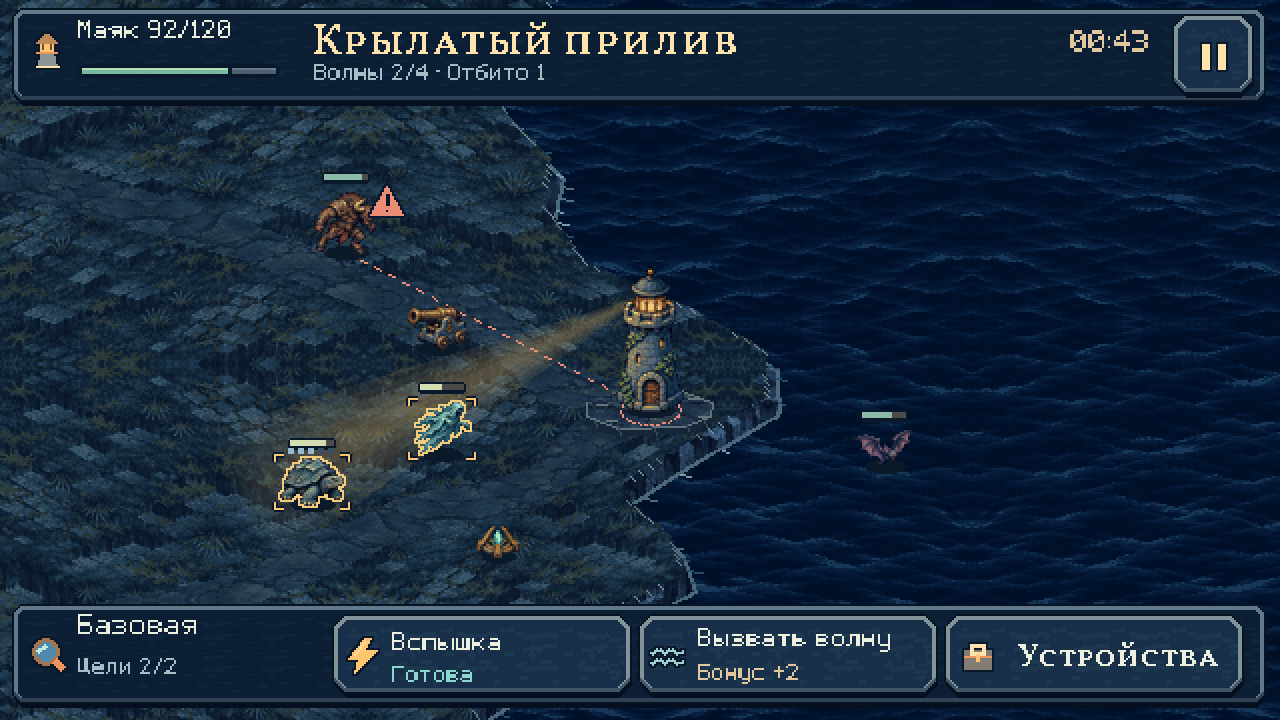 Маяк 92/120
Крылатый прилив
Волны 2/4 · Отбито 1
00:43
Базовая
Цели 2/2
Вспышка
Готова
Вызвать волну
Бонус +2
Устройства